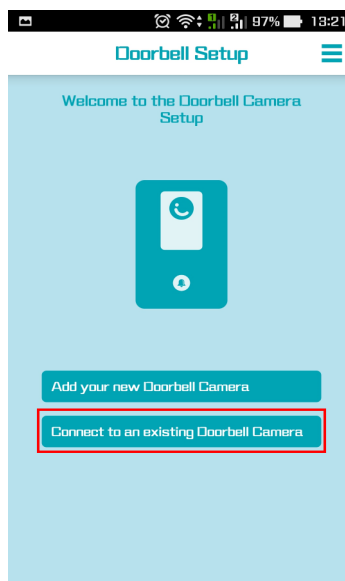 97% 13:21
Doorbell Setup
Welcome to the Doorbell Camera
Setup
Add your new Doorbell Camera
Connect to an existing Doorbell Camera